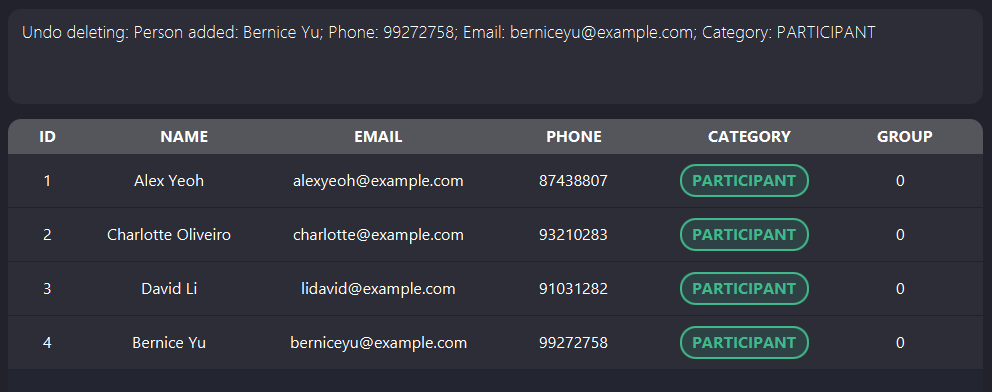 Undo deleting: Person added: Bernice Yu; Phone: 99272758; Email: berniceyu@example.com; Category: PARTICIPANT
ID NAME EMAIL PHONE CATEGORY GROUP
1 Alex Yeoh alexyeoh@example.com 87438807 PARTICIPANT 0
2 Charlotte Oliveiro charlotte@example.com 93210283 PARTICIPANT 0
3 David Li lidavid@example.com 91031282 PARTICIPANT 0
4 Bernice Yu berniceyu@example.com 99272758 PARTICIPANT 0